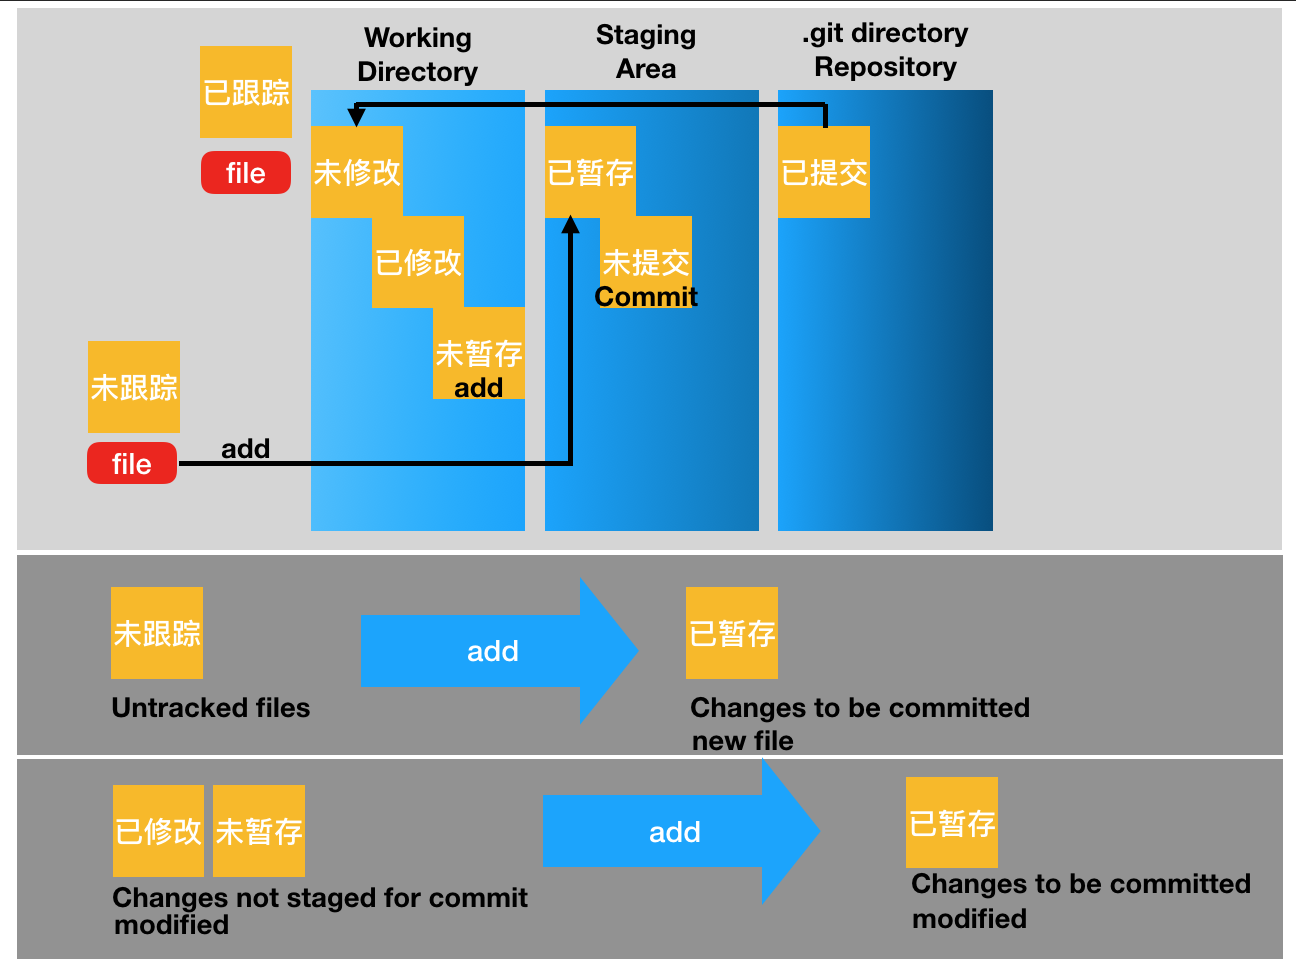 Working
Directory
Staging
Area
.git directory
Repository
已跟踪
file
未修改
已暂存
已提交
已修改
未提交
Commit
未暂存
add
未跟踪
file
add
未跟踪
add
已暂存
Untracked files
Changes to be committed
new file
已修改
未暂存
add
已暂存
Changes not staged for commit
modified
Changes to be committed
modified